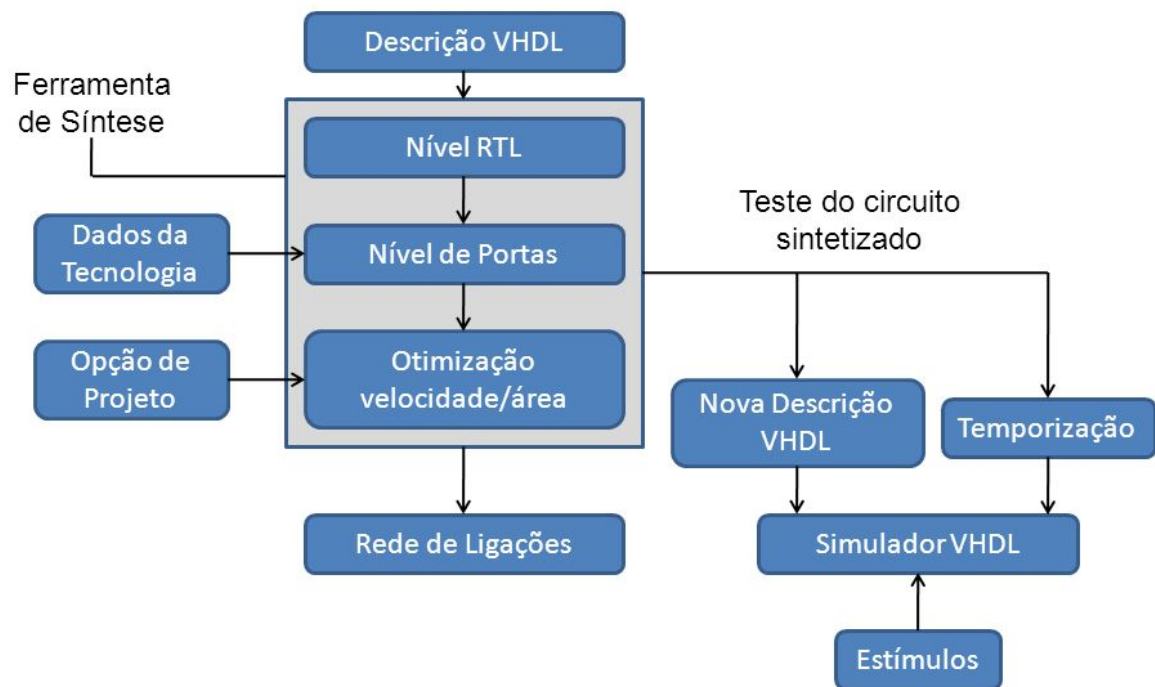 Descrição VHDL
Ferramenta
de Síntese
Nível RTL
Dados da
Tecnologia
Nível de Portas
Teste do circuito
sintetizado
Opção de
Projeto
Otimização
velocidade/área
Nova Descrição
VHDL
Temporização
Rede de Ligações
Simulador VHDL
Estímulos